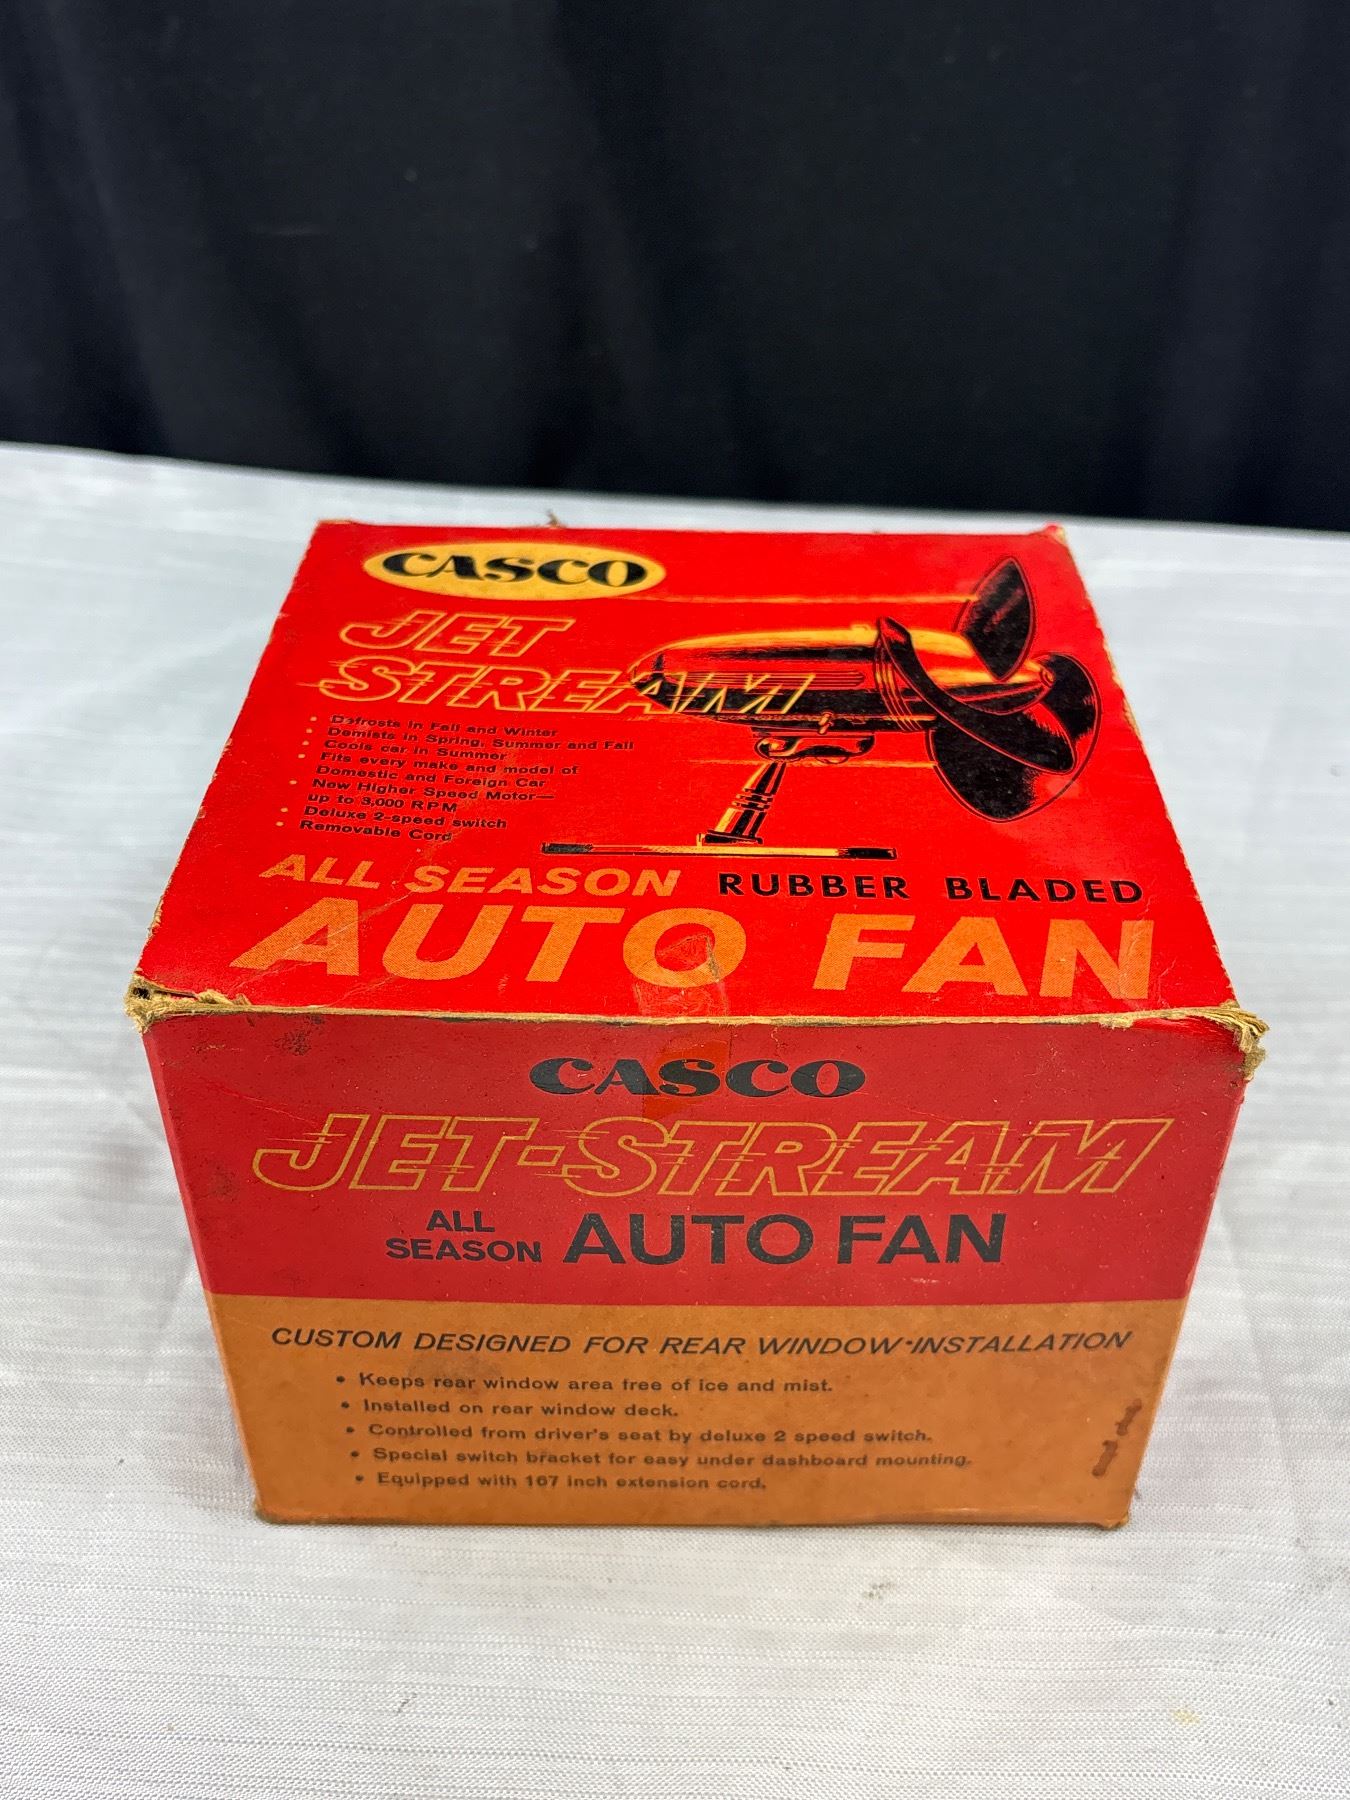 CASCO
JET
STREAM
• Defrosts in Fall and Winter
• Demists in Spring, Summer and Fall
• Cools car in Summer
• Fits every make and model of
Domestic and Foreign Car
• New Higher Speed Motor—
up to 3,000 RPM
• Deluxe 2-speed switch
• Removable Cord
ALL SEASON RUBBER BLADED
AUTO FAN
CASCO
JET-STREAM
ALL
SEASON AUTO FAN
CUSTOM DESIGNED FOR REAR WINDOW INSTALLATION
• Keeps rear window area free of ice and mist.
• Installed on rear window deck.
• Controlled from driver's seat by deluxe 2 speed switch.
• Special switch bracket for easy under dashboard mounting.
• Equipped with 167 inch extension cord.